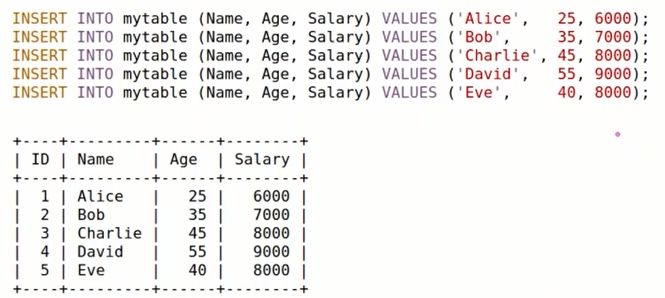 INSERT INTO mytable (Name, Age, Salary) VALUES ('Alice',   25, 6000);
INSERT INTO mytable (Name, Age, Salary) VALUES ('Bob',     35, 7000);
INSERT INTO mytable (Name, Age, Salary) VALUES ('Charlie', 45, 8000);
INSERT INTO mytable (Name, Age, Salary) VALUES ('David',   55, 9000);
INSERT INTO mytable (Name, Age, Salary) VALUES ('Eve',     40, 8000);
+----+---------+------+--------+
| ID | Name    | Age  | Salary |
+----+---------+------+--------+
|  1 | Alice   |   25 |   6000 |
|  2 | Bob     |   35 |   7000 |
|  3 | Charlie |   45 |   8000 |
|  4 | David   |   55 |   9000 |
|  5 | Eve     |   40 |   8000 |
+----+---------+------+--------+